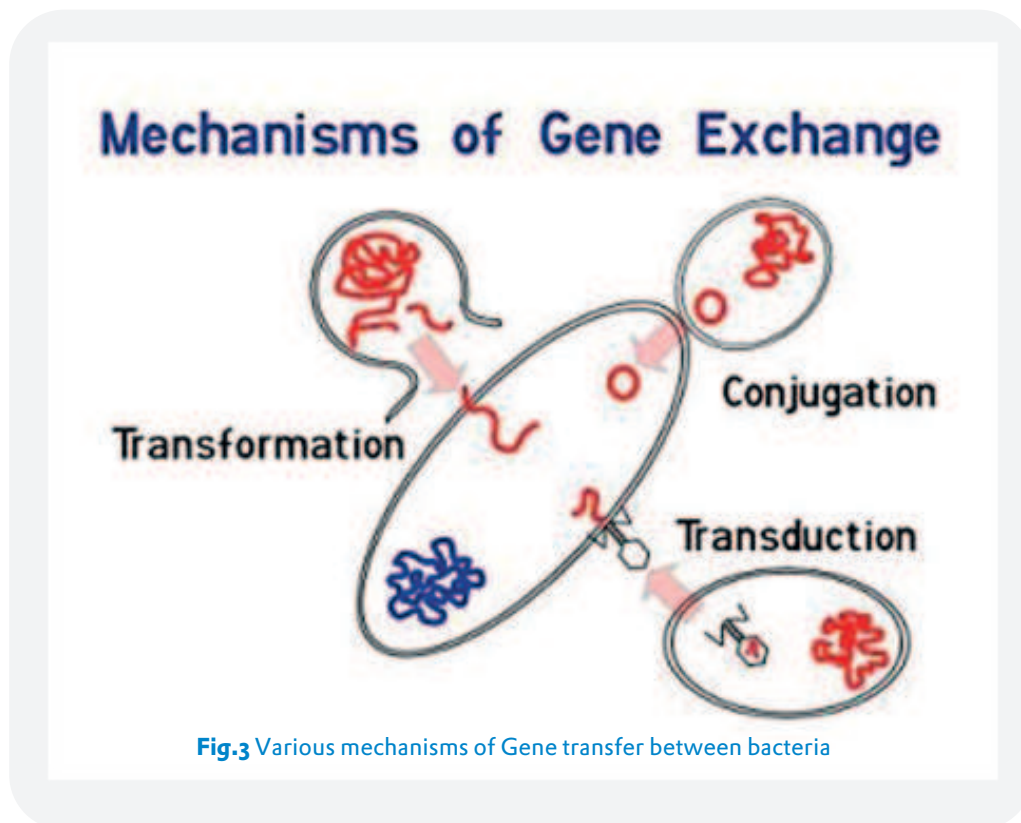 Mechanisms of Gene Exchange
Conjugation
Transformation
Transduction
Fig.3 Various mechanisms of Gene transfer between bacteria